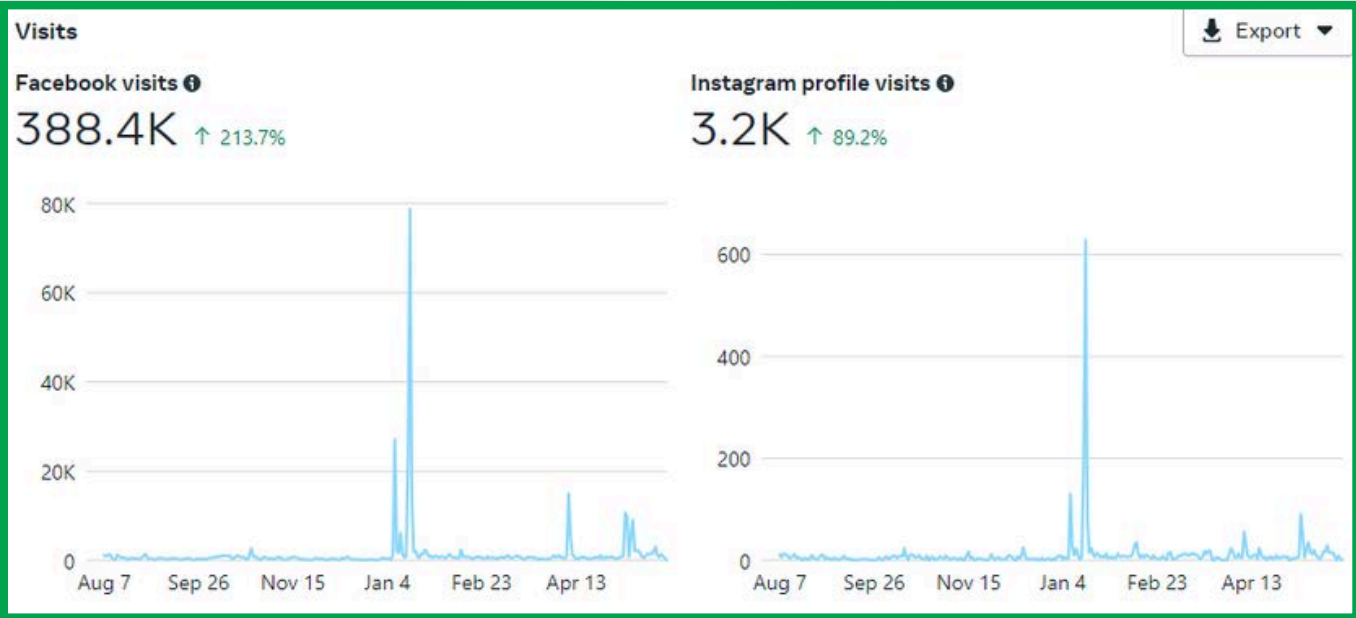 Visits
Export
Facebook visits
388.4K ↑ 213.7%
80K
60K
40K
20K
0
Aug 7 Sep 26 Nov 15 Jan 4 Feb 23 Apr 13
Instagram profile visits
3.2K ↑ 89.2%
600
400
200
0
Aug 7 Sep 26 Nov 15 Jan 4 Feb 23 Apr 13